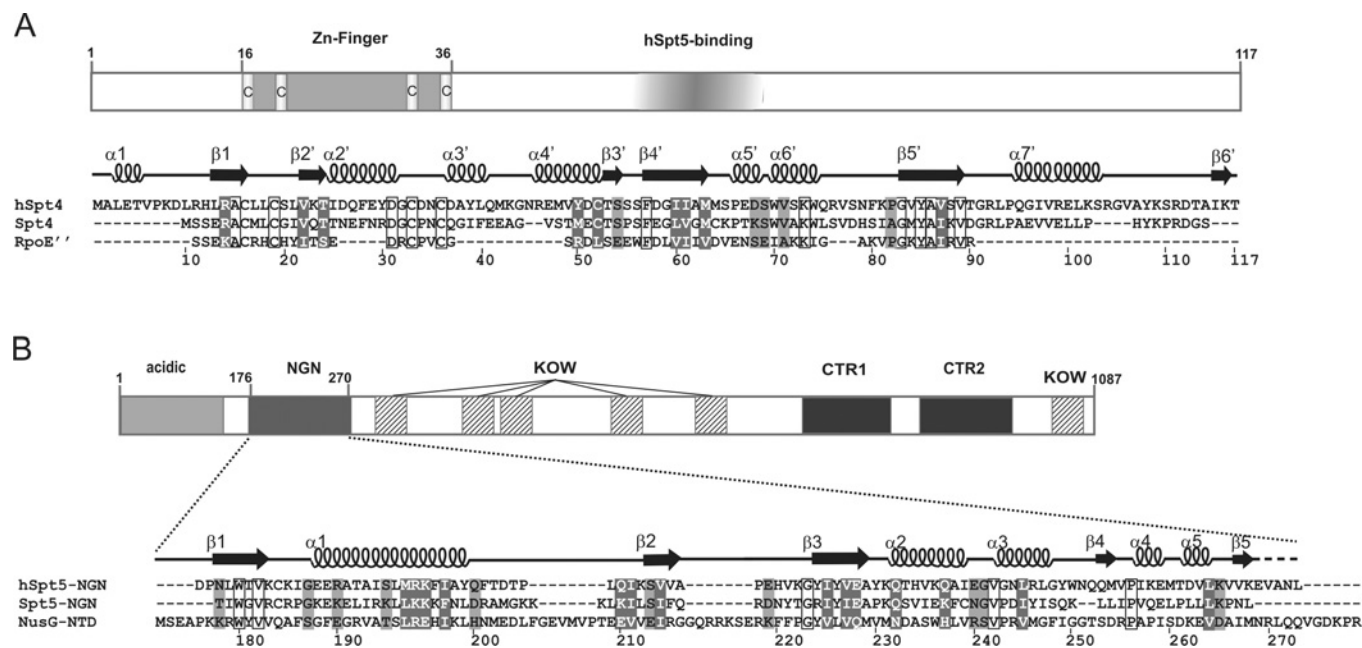 A
1
16
Zn-Finger
36
hSpt5-binding
117
C C C C
α1 β1 β2' α2' α3' α4' β3' β4' α5' α6' β5' α7' β6'
hSpt4 MALETVPKDLRHLRACLLCSLVKTIDQFEYDGCDNCDAYLQMKGNREMVYDCTSSSFDGIIAMMSPEDSWVSKWQRVSNFKPGVYAVSVTGRLPQGIVRELKSRGVAYKSRDTAIKT
Spt4 ----------MSSERACMLCGIVQTTNEFNRDGCPNCQGIFEEAG---VSTMECTSPSFEGLVGMCKPTKSWVAKWLSVDHSIAGMYAIKVDGRLPAEVVELLP----HYKPRDGS---
RpoE'' ----------SSEKACRHCHYITSE-----DRCPVCG------------SRDLSEEWFDLVIIVDVENSEIAKKIG----AKVPGKYAIRVR---------------------------
10 20 30 40 50 60 70 80 90 100 110 117
B
1
acidic
176
NGN
270
KOW
CTR1
CTR2
KOW
1087
β1 α1 β2 β3 α2 α3 β4 α4 α5 β5
hSpt5-NGN -----DPNLWTVKCKIGEERATAISLMRKFIAYQFTDTP--------LQIKSVVA--------PEHVKGYIYVEAYKQTHVKQAIEGVGNLRLGYWNQQMVPIKEMTDVLKVVKEVANL---
Spt5-NGN -------TIWGVRCRPGKEKELIRKLLKKKFNLDRAMGKK------KLKILSIFQ--------RDNYTGRIYIEAPKQSVIEKFCNGVPDIYISQK----LLIPVQELPLLLKPNL-------
NusG-NTD MSEAPKKRWYVVQAFSGFEGRVATSLREHIKLHNMEDLFGEVMVPTEEVVEIRGGQRRKSERKFFPGYVLVQMVMNDASWHLVRSVPRVMGFIGGTSDRPAPISDKEVDAIMNRLQQVGDKPR
180 190 200 210 220 230 240 250 260 270